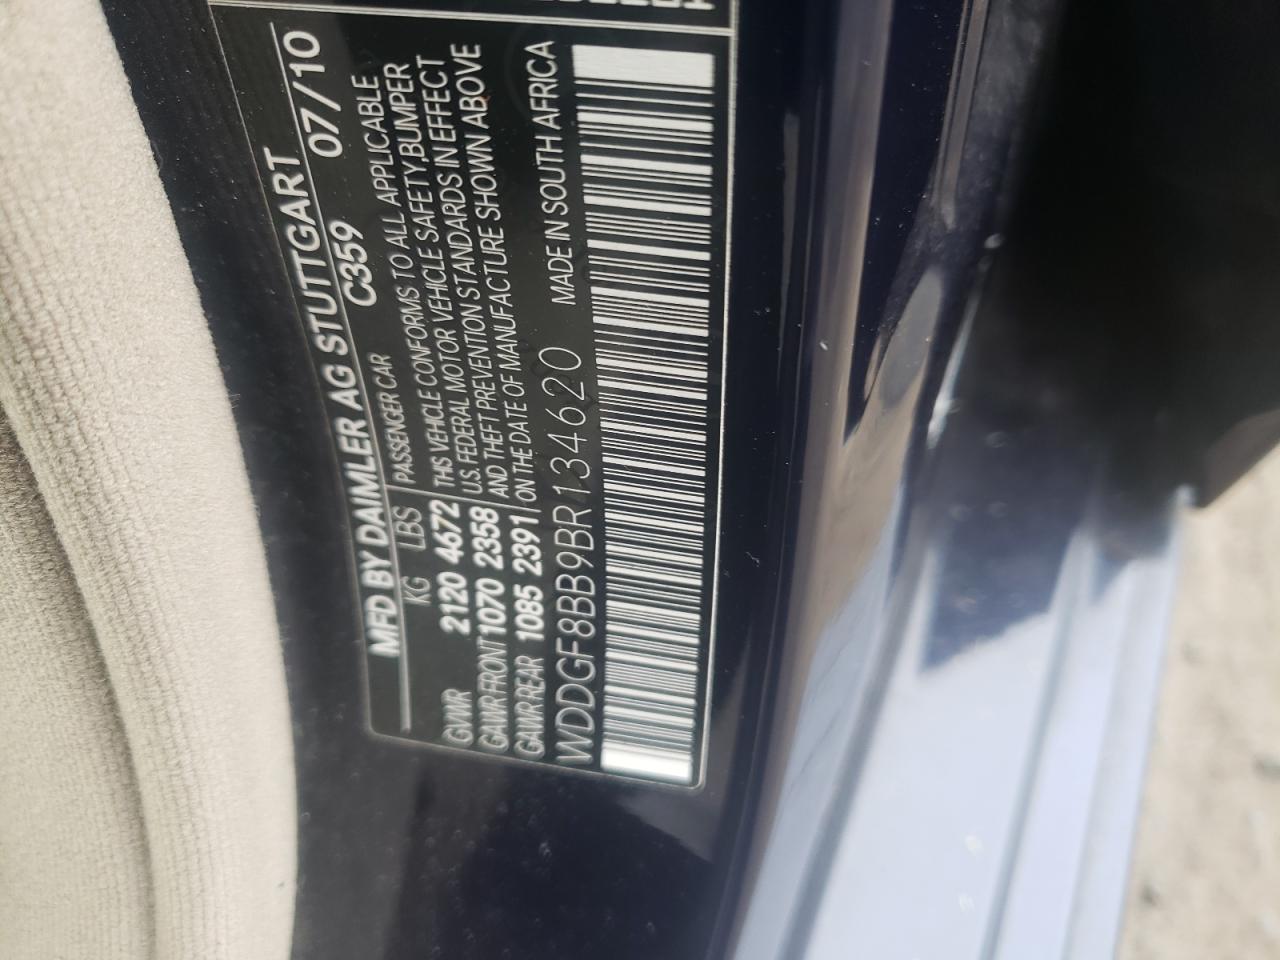 MFD BY DAIMLER AG STUTTGART
C359 07/10
KG LBS PASSENGER CAR
GVWR 2120 4672
GAWR FRONT 1070 2358
GAWR REAR 1085 2391
THIS VEHICLE CONFORMS TO ALL APPLICABLE
U.S. FEDERAL MOTOR VEHICLE SAFETY, BUMPER
AND THEFT PREVENTION STANDARDS IN EFFECT
ON THE DATE OF MANUFACTURE SHOWN ABOVE
WDDGF8BB9BR134620 MADE IN SOUTH AFRICA